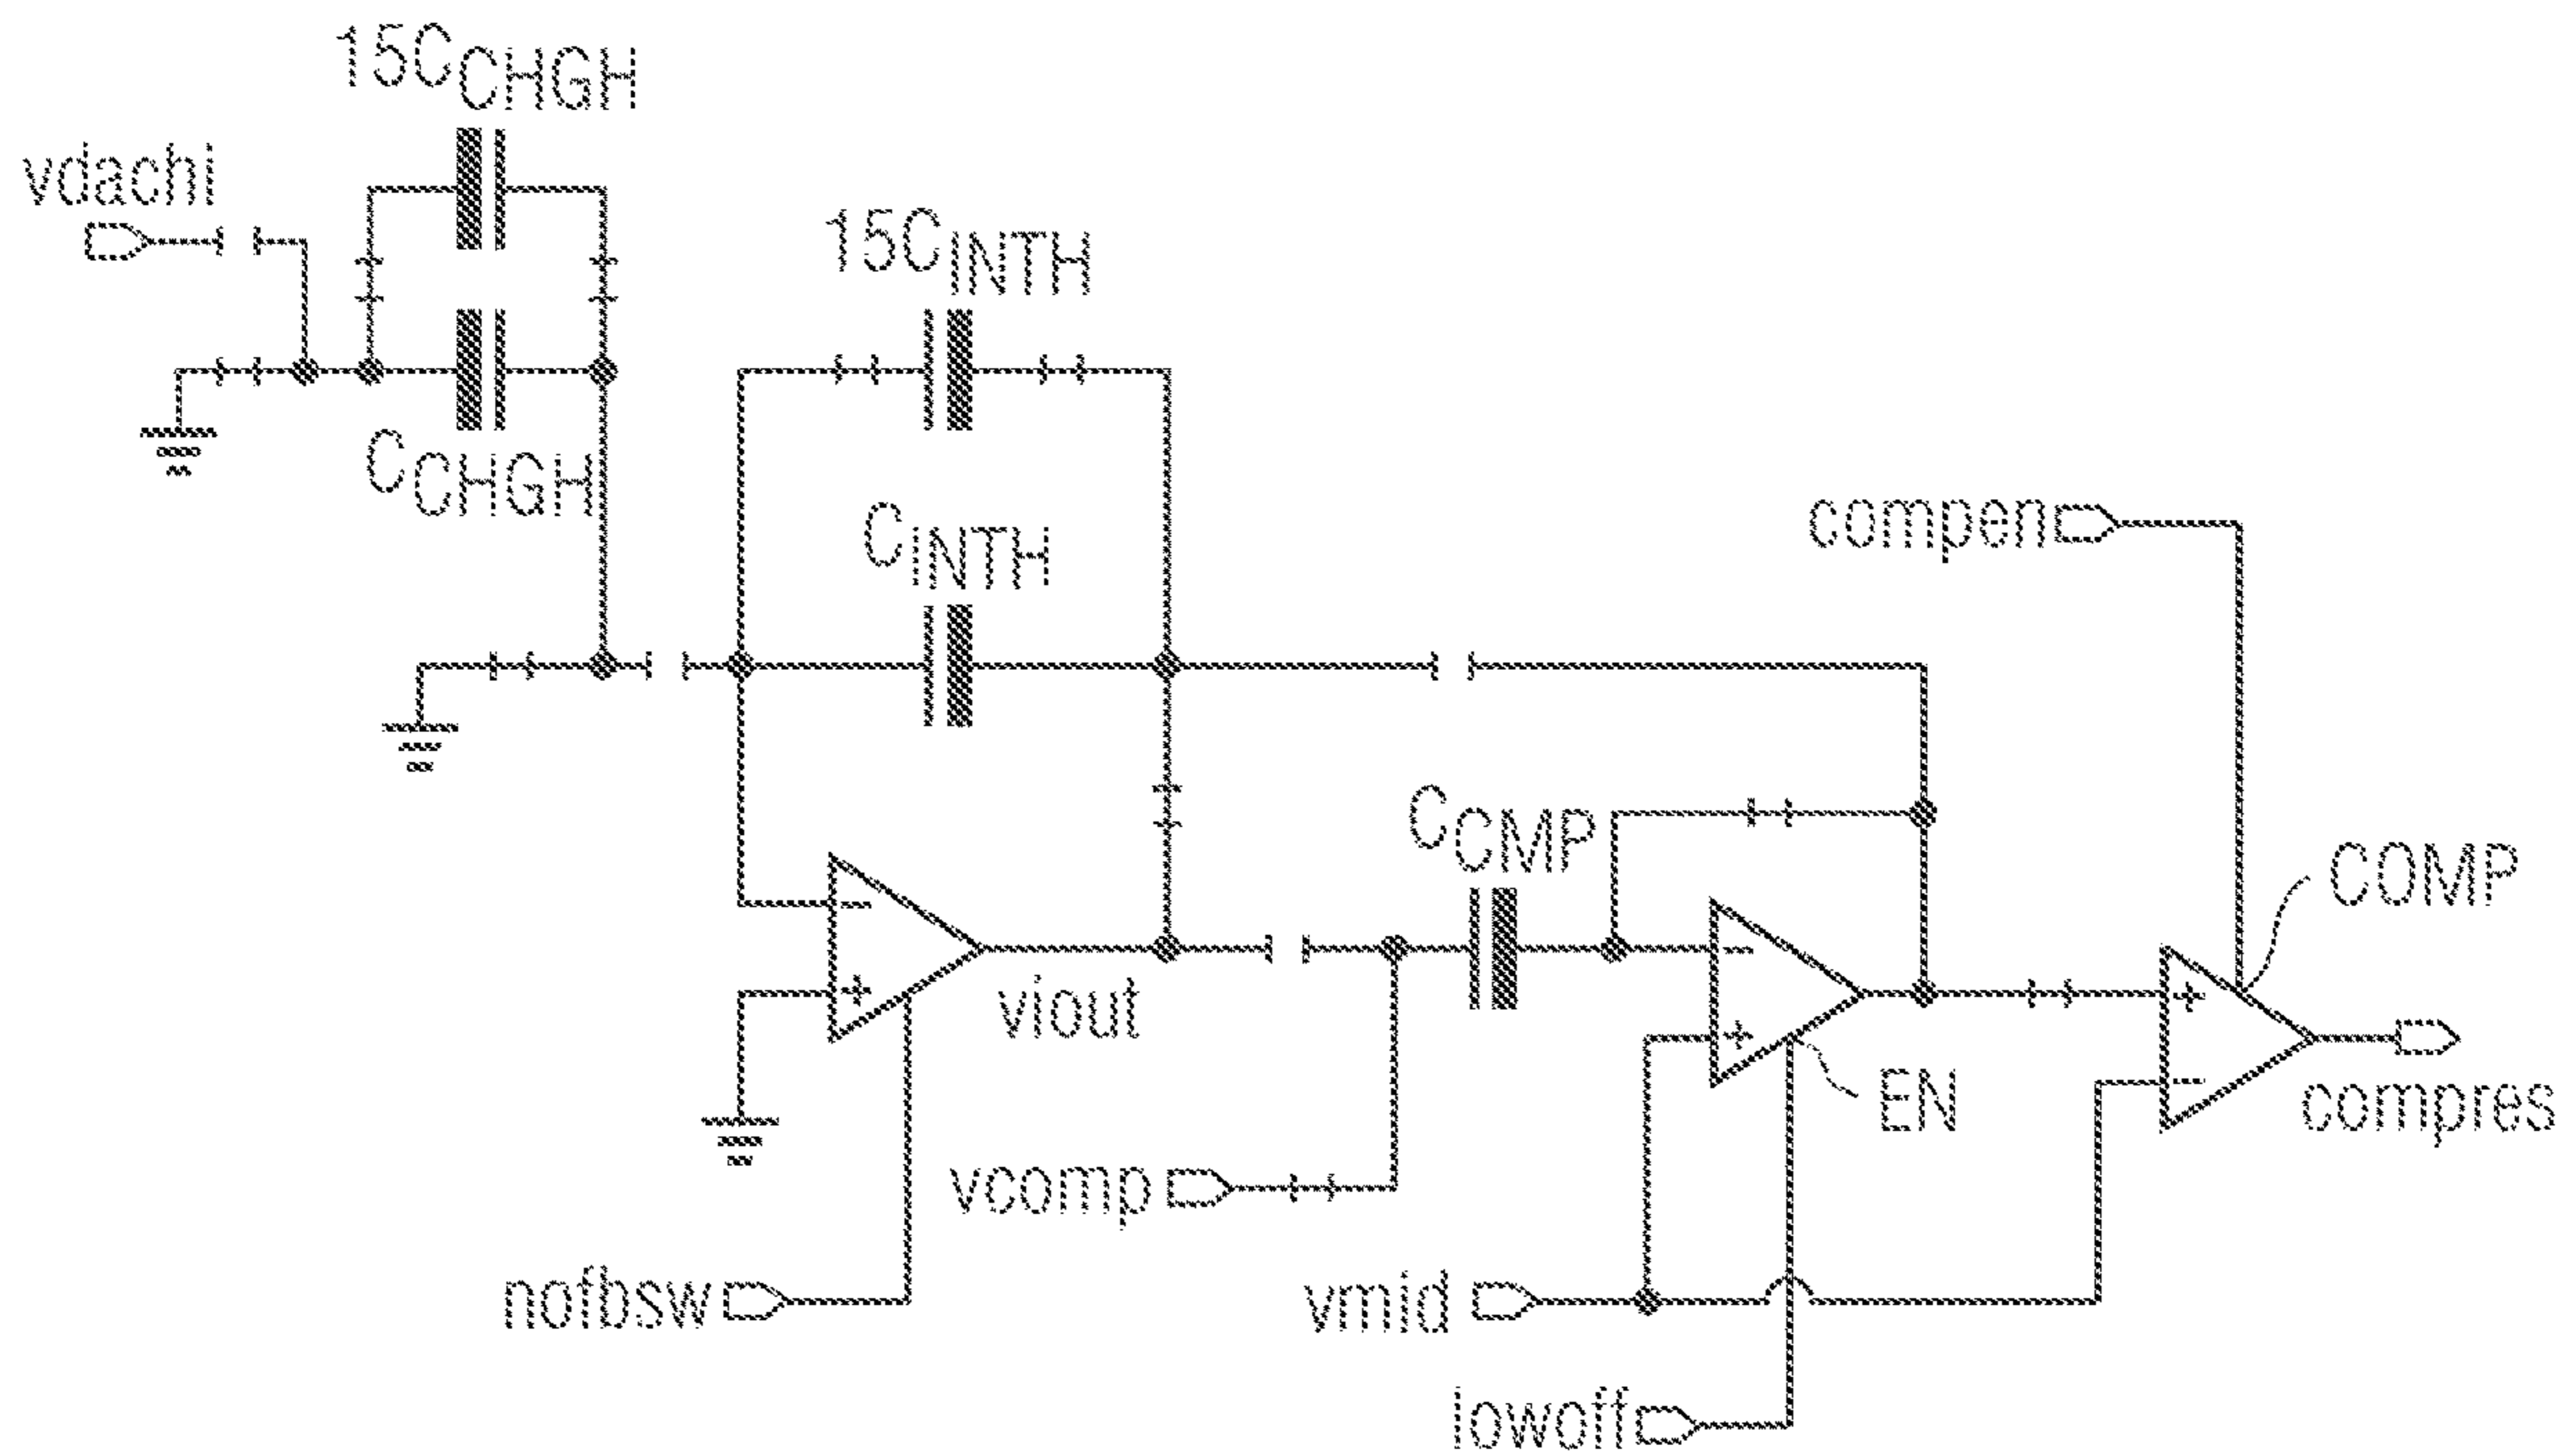 15C_CHGH
vdachi
15C_INTH
C_CHGH
C_INTH
compen
C_CMP
COMP
viout
EN
compres
vcomp
nofbsw
vmid
lowoff